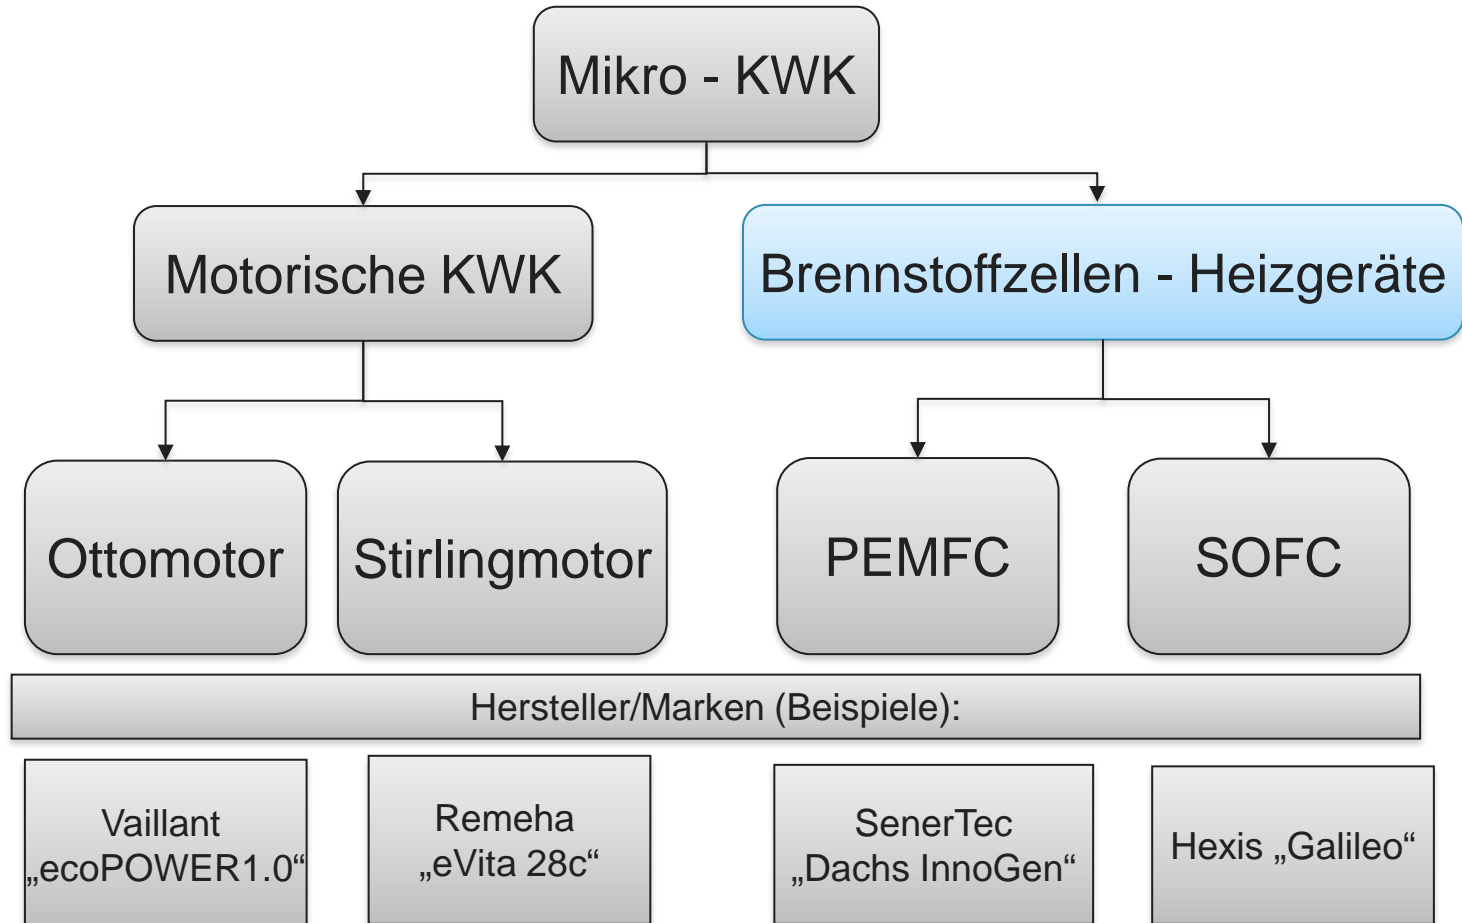 Mikro - KWK
Motorische KWK
Brennstoffzellen - Heizgeräte
Ottomotor
Stirlingmotor
PEMFC
SOFC
Hersteller/Marken (Beispiele):
Vaillant
„ecoPOWER1.0“
Remeha
„eVita 28c“
SenerTec
„Dachs InnoGen“
Hexis „Galileo“